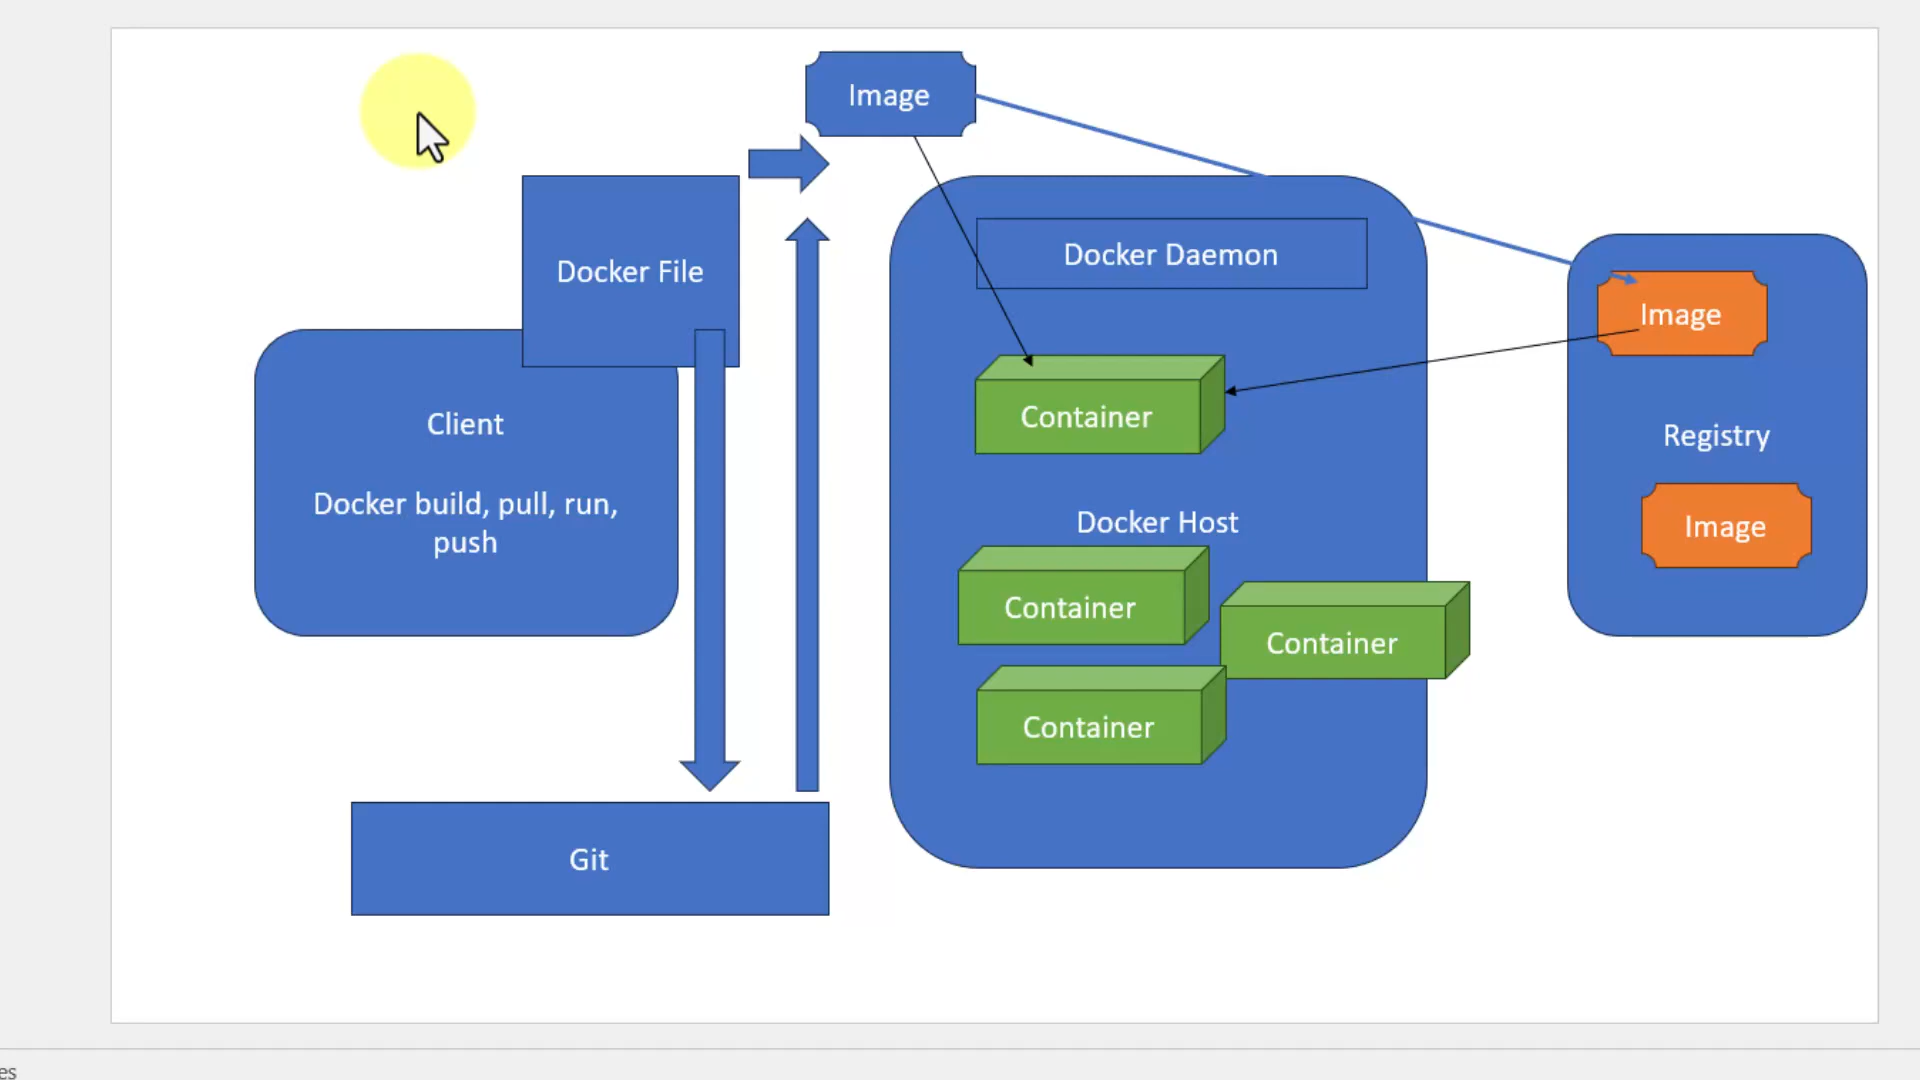 Image
Docker File
Docker Daemon
Image
Container
Client
Registry
Docker build, pull, run,
push
Docker Host
Image
Container
Container
Container
Git
es